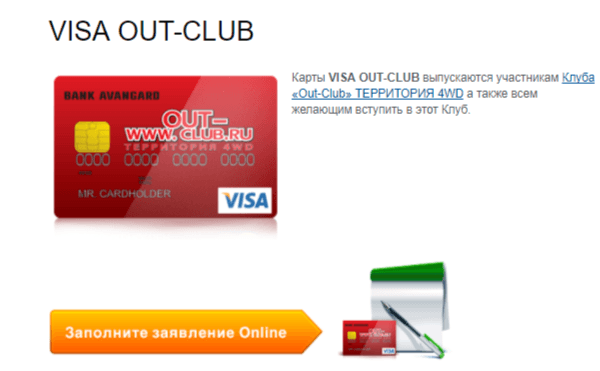 VISA OUT-CLUB
Карты VISA OUT-CLUB выпускаются участникам Клуба
«Out-Club» ТЕРРИТОРИЯ 4WD а также всем
желающим вступить в этот Клуб.
BANK AVANGARD
OUT-
WWW.CLUB.RU
ТЕРРИТОРИЯ 4WD
0000 0000 0000 0000
MR. CARDHOLDER
VISA
Заполните заявление Online